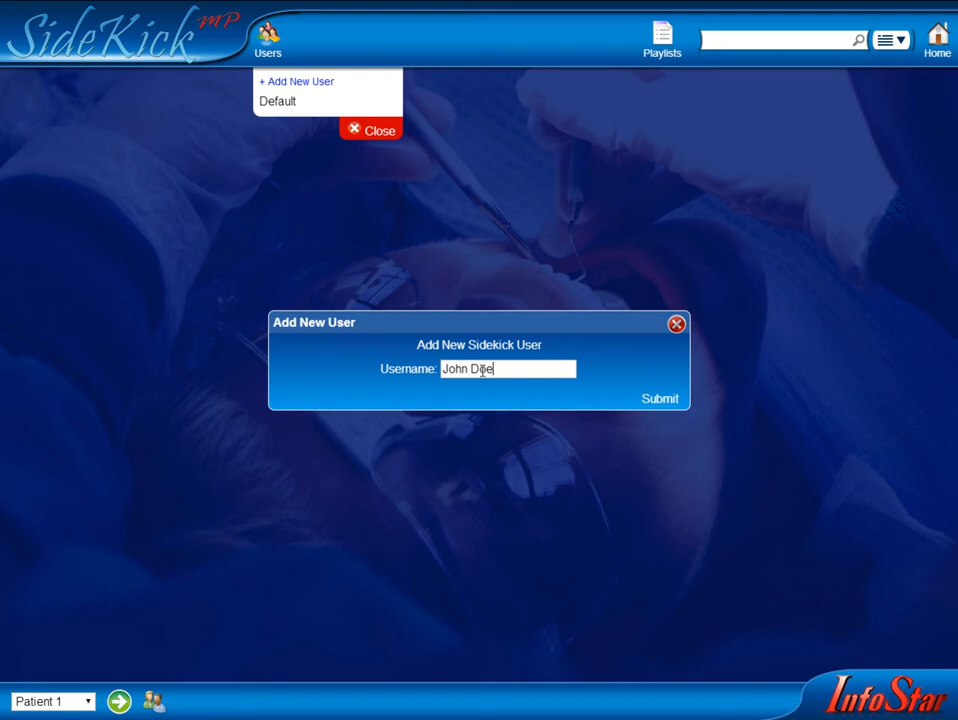 SideKick MP
Users
Playlists
Home
+ Add New User
Default
Close
Add New User
Add New Sidekick User
Username: John Doe
Submit
Patient 1
InfoStar